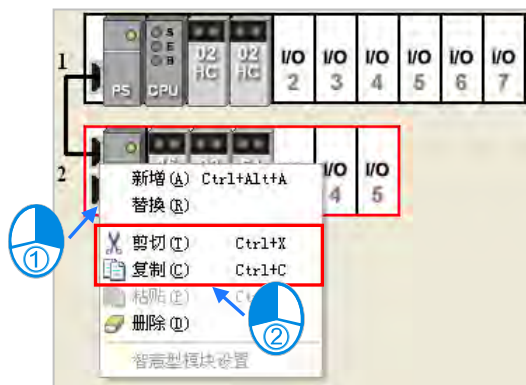 1
PS
CPU
S
E
B
02
HC
02
HC
I/O
2
I/O
3
I/O
4
I/O
5
I/O
6
I/O
7
2
I/O
4
I/O
5
新增(A) Ctrl+Alt+A
替换(R)
剪切(T) Ctrl+X
复制(C) Ctrl+C
粘贴(P)
删除(D)
智能型模块设置
①
②